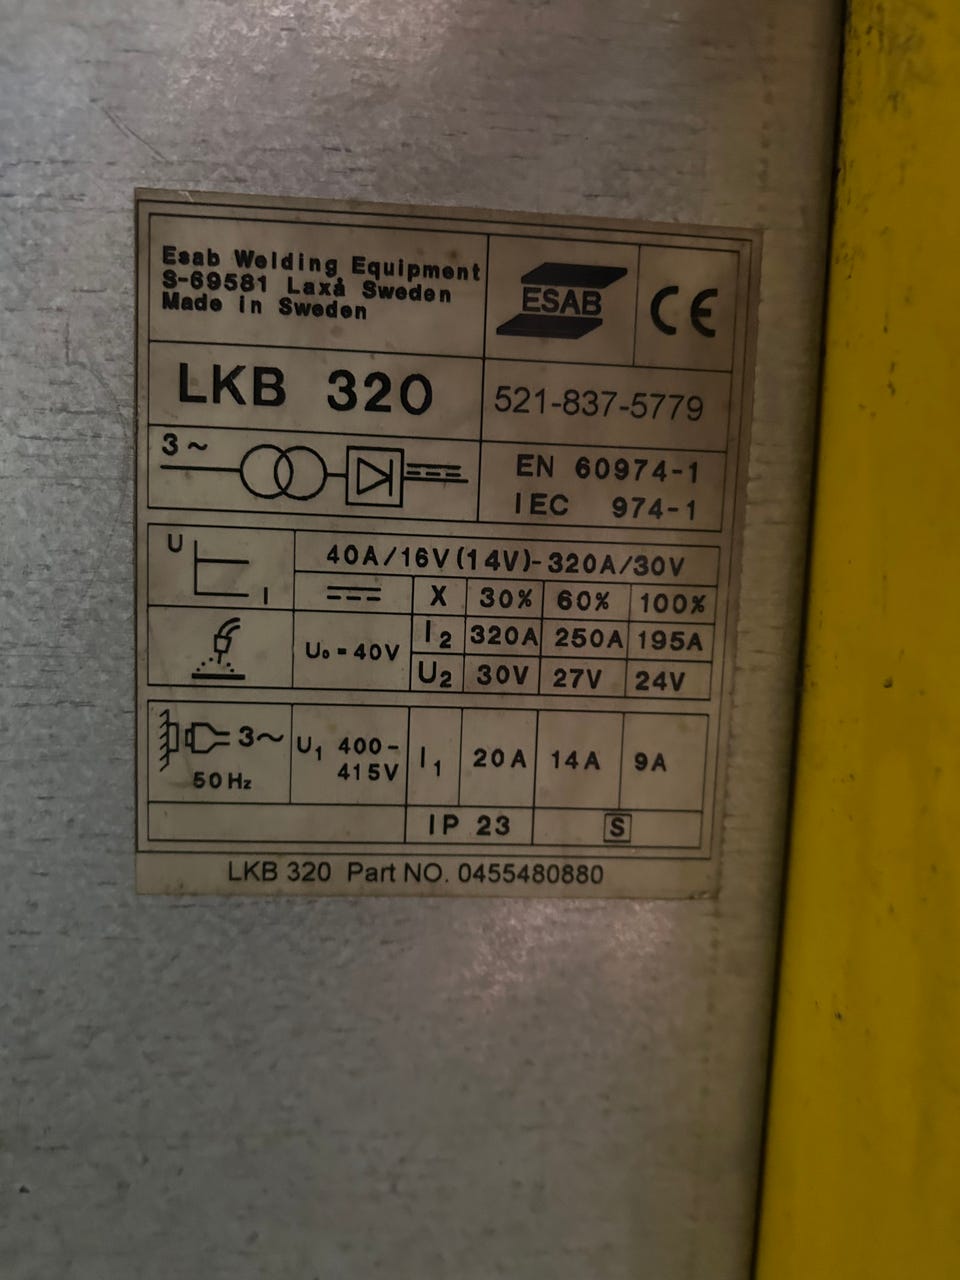 Esab Welding Equipment
S-69581 Laxå Sweden
Made in Sweden
ESAB
CE
LKB 320
521-837-5779
3~
EN 60974-1
IEC 974-1
U
I
40A/16V(14V)-320A/30V
X 30% 60% 100%
U₀ = 40V
I₂ 320A 250A 195A
U₂ 30V 27V 24V
3~
50Hz
U₁ 400-
415V
I₁ 20A 14A 9A
IP 23
S
LKB 320 Part NO. 0455480880